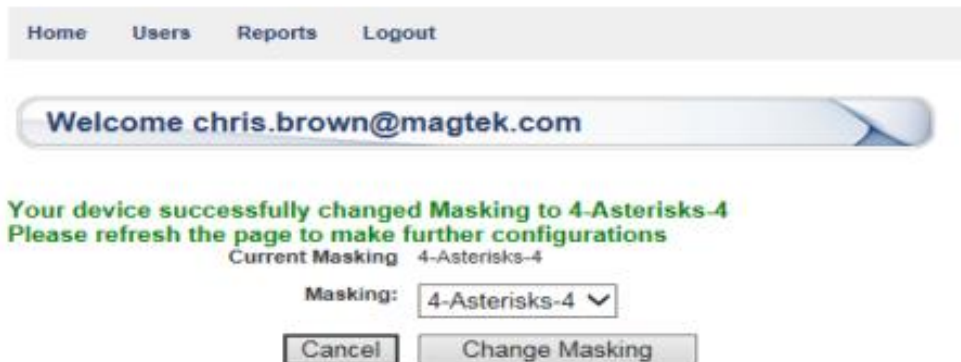 Home Users Reports Logout
Welcome chris.brown@magtek.com
Your device successfully changed Masking to 4-Asterisks-4
Please refresh the page to make further configurations
Current Masking 4-Asterisks-4
Masking: 4-Asterisks-4
Cancel Change Masking